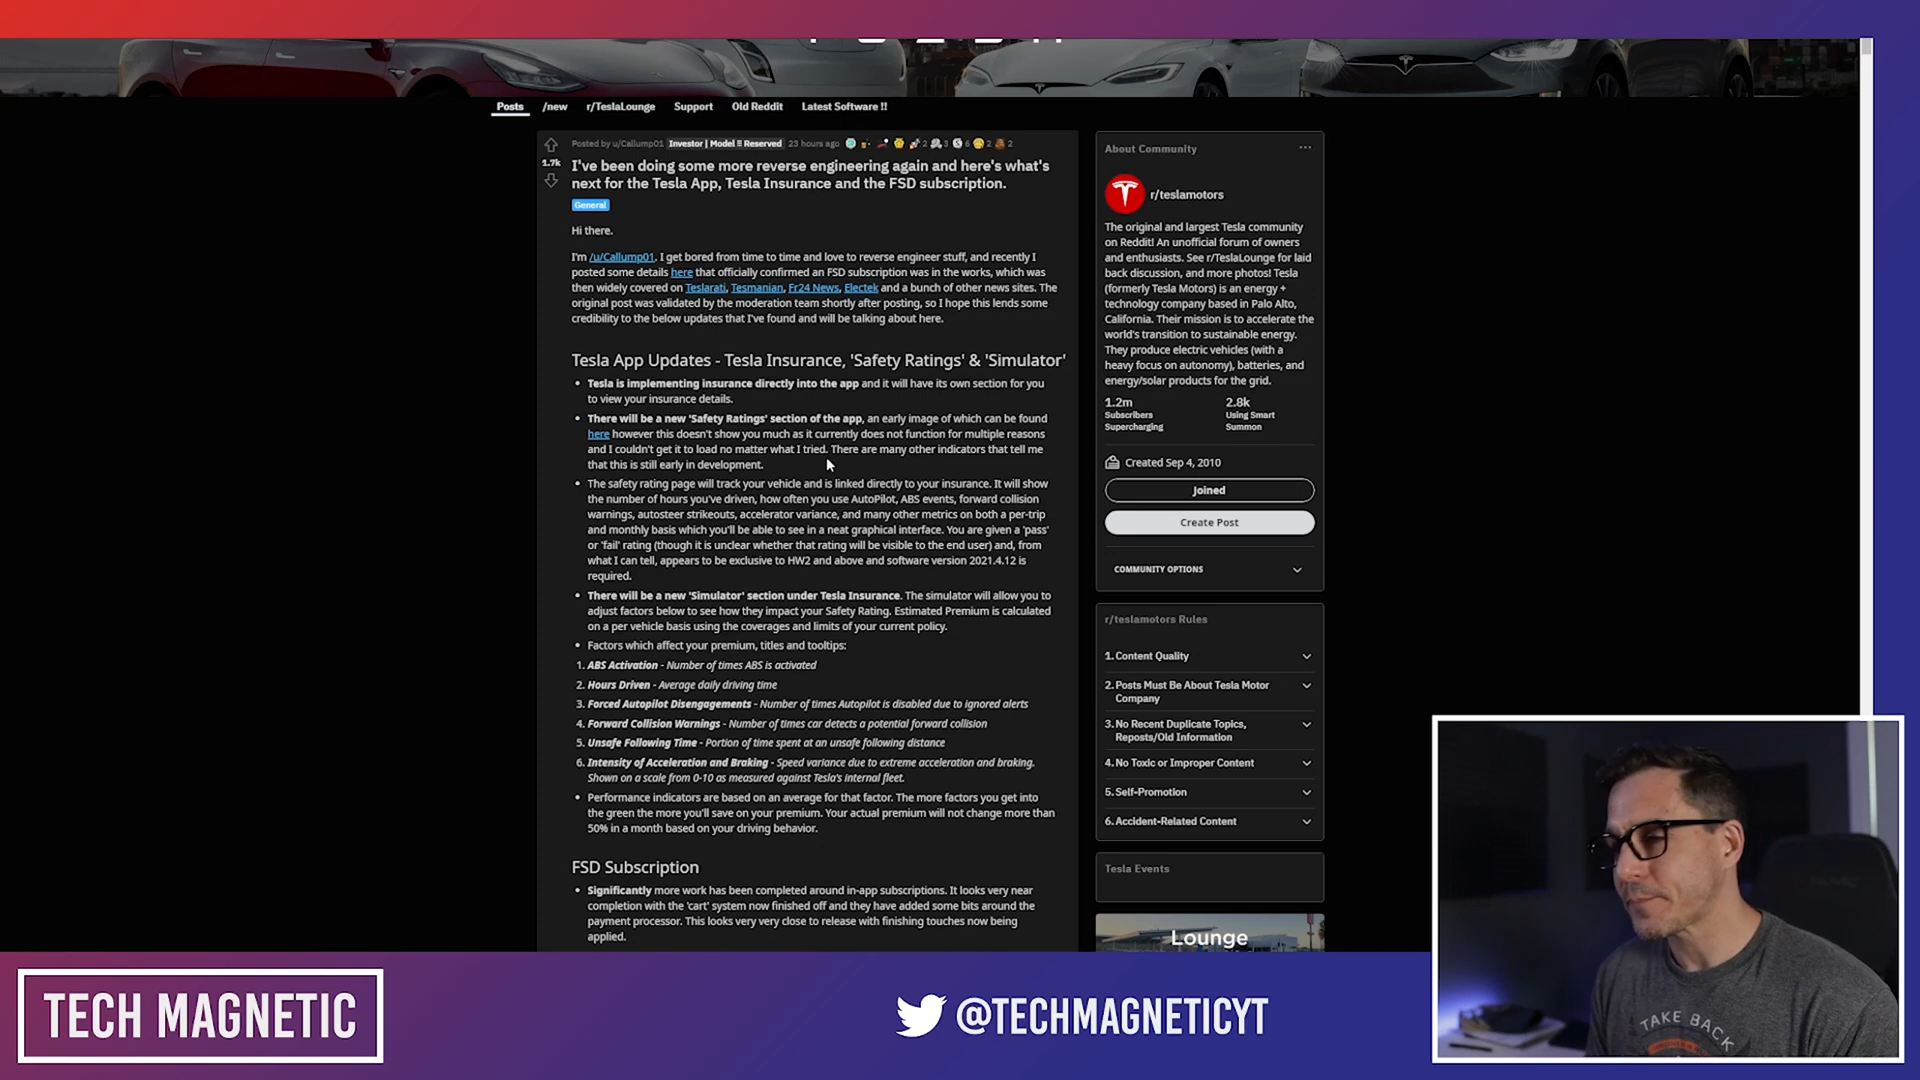 Posts
/new
r/TeslaLounge
Support
Old Reddit
Latest Software !!
Posted by u/Callump01 Investor | Model Ξ Reserved 23 hours ago 2 3 6 2 2
1.7k
I've been doing some more reverse engineering again and here's what's
next for the Tesla App, Tesla Insurance and the FSD subscription.
General
Hi there.
I'm /u/Callump01. I get bored from time to time and love to reverse engineer stuff, and recently I
posted some details here that officially confirmed an FSD subscription was in the works, which was
then widely covered on Teslarati, Tesmanian, Fr24 News, Electek and a bunch of other news sites. The
original post was validated by the moderation team shortly after posting, so I hope this lends some
credibility to the below updates that I've found and will be talking about here.
Tesla App Updates - Tesla Insurance, 'Safety Ratings' & 'Simulator'
• Tesla is implementing insurance directly into the app and it will have its own section for you
to view your insurance details.
• There will be a new 'Safety Ratings' section of the app, an early image of which can be found
here however this doesn't show you much as it currently does not function for multiple reasons
and I couldn't get it to load no matter what I tried. There are many other indicators that tell me
that this is still early in development.
• The safety rating page will track your vehicle and is linked directly to your insurance. It will show
the number of hours you've driven, how often you use AutoPilot, ABS events, forward collision
warnings, autosteer strikeouts, accelerator variance, and many other metrics on both a per-trip
and monthly basis which you'll be able to see in a neat graphical interface. You are given a 'pass'
or 'fail' rating (though it is unclear whether that rating will be visible to the end user) and, from
what I can tell, appears to be exclusive to HW2 and above and software version 2021.4.12 is
required.
• There will be a new 'Simulator' section under Tesla Insurance. The simulator will allow you to
adjust factors below to see how they impact your Safety Rating. Estimated Premium is calculated
on a per vehicle basis using the coverages and limits of your current policy.
• Factors which affect your premium, titles and tooltips:
1. ABS Activation - Number of times ABS is activated
2. Hours Driven - Average daily driving time
3. Forced Autopilot Disengagements - Number of times Autopilot is disabled due to ignored alerts
4. Forward Collision Warnings - Number of times car detects a potential forward collision
5. Unsafe Following Time - Portion of time spent at an unsafe following distance
6. Intensity of Acceleration and Braking - Speed variance due to extreme acceleration and braking.
Shown on a scale from 0-10 as measured against Tesla's internal fleet.
• Performance indicators are based on an average for that factor. The more factors you get into
the green the more you'll save on your premium. Your actual premium will not change more than
50% in a month based on your driving behavior.
FSD Subscription
• Significantly more work has been completed around in-app subscriptions. It looks very near
completion with the 'cart' system now finished off and they have added some bits around the
payment processor. This looks very very close to release with finishing touches now being
applied.
About Community
r/teslamotors
The original and largest Tesla community
on Reddit! An unofficial forum of owners
and enthusiasts. See r/TeslaLounge for laid
back discussion, and more photos! Tesla
(formerly Tesla Motors) is an energy +
technology company based in Palo Alto,
California. Their mission is to accelerate the
world's transition to sustainable energy.
They produce electric vehicles (with a
heavy focus on autonomy), batteries, and
energy/solar products for the grid.
1.2m
Subscribers
Supercharging
2.8k
Using Smart
Summon
Created Sep 4, 2010
Joined
Create Post
COMMUNITY OPTIONS
r/teslamotors Rules
1. Content Quality
2. Posts Must Be About Tesla Motor
Company
3. No Recent Duplicate Topics,
Reposts/Old Information
4. No Toxic or Improper Content
5. Self-Promotion
6. Accident-Related Content
Tesla Events
Lounge
TAKE BACK
TECH MAGNETIC
@TECHMAGNETICYT